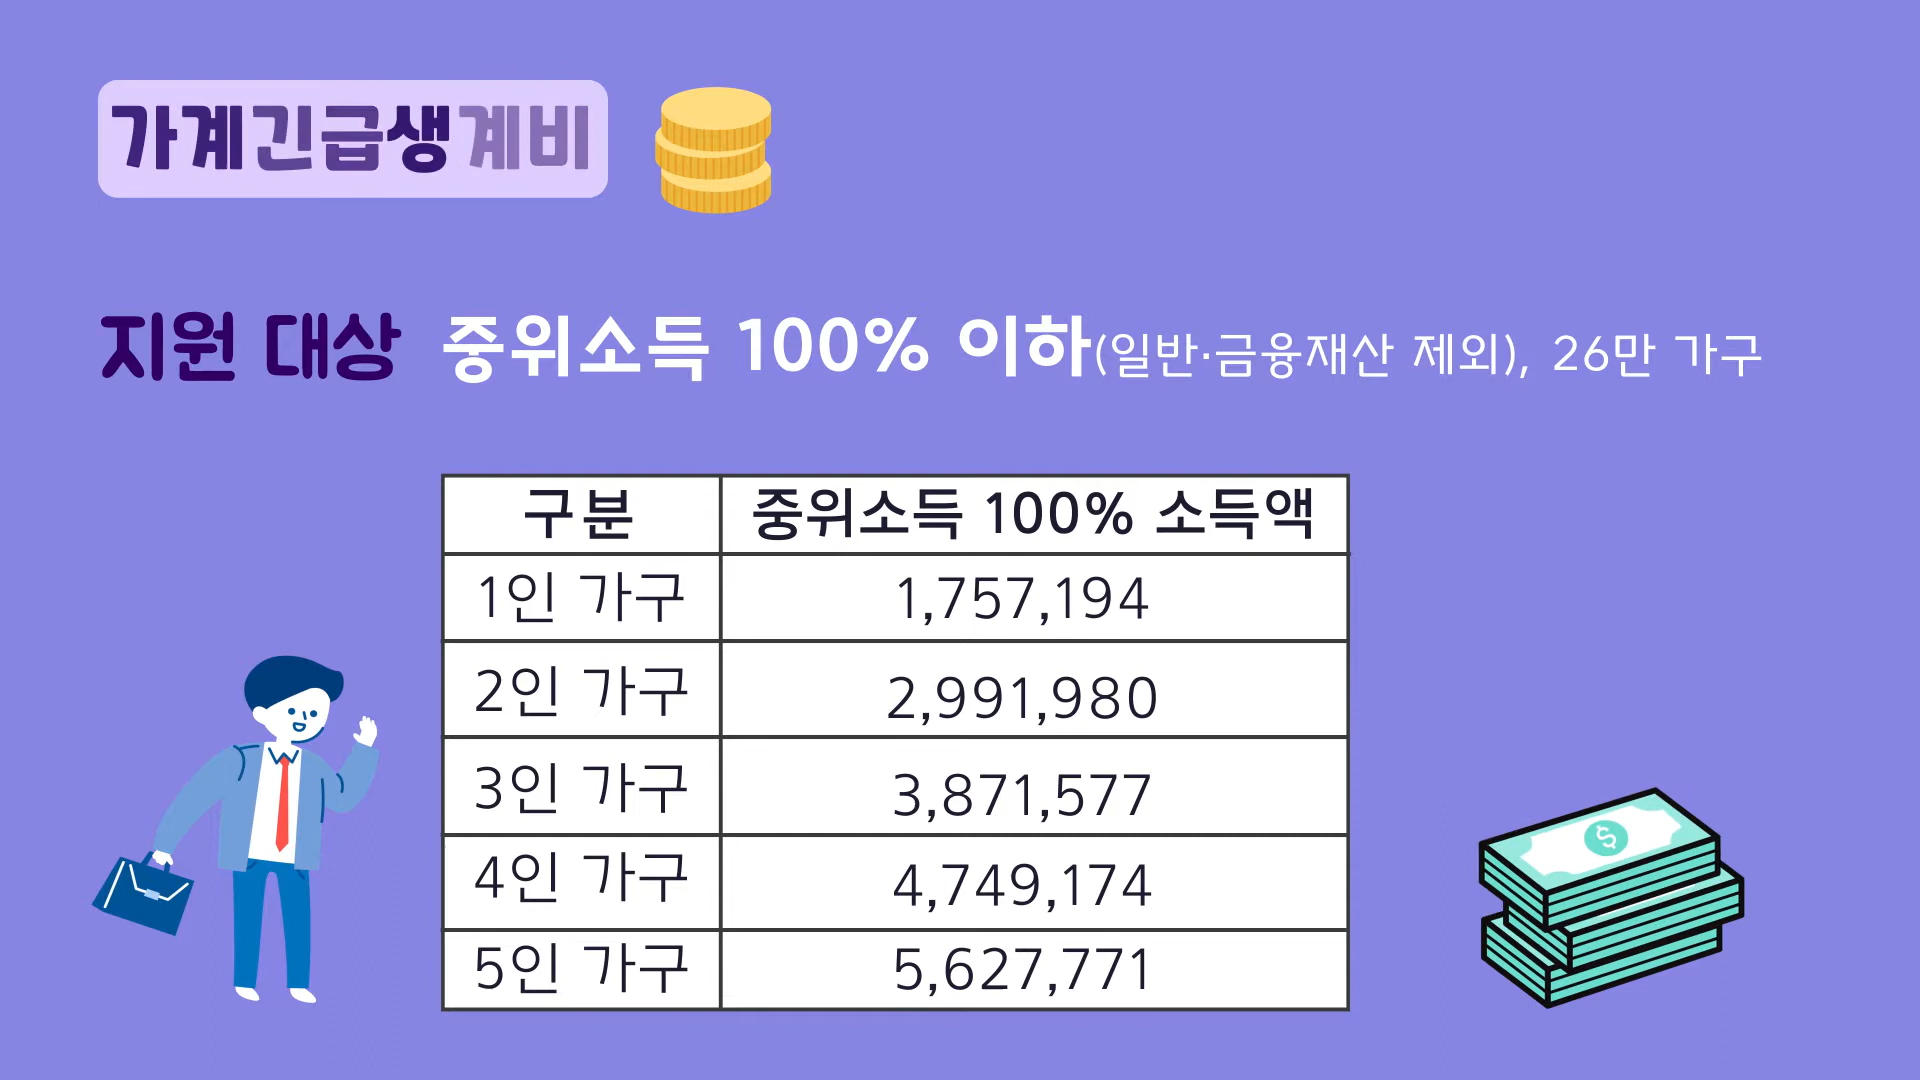 가계긴급생계비
지원 대상 중위소득 100% 이하(일반·금융재산 제외), 26만 가구
구분 중위소득 100% 소득액
1인 가구 1,757,194
2인 가구 2,991,980
3인 가구 3,871,577
4인 가구 4,749,174
5인 가구 5,627,771
$